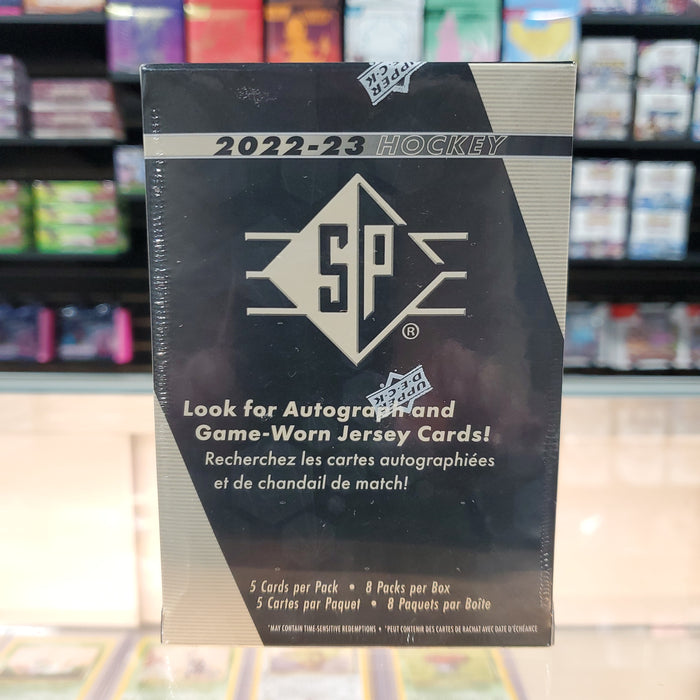 UPPER
DECK
2022-23 HOCKEY
SP
®
UPPER
DECK
Look for Autograph and
Game-Worn Jersey Cards!
Recherchez les cartes autographiées
et de chandail de match!
5 Cards per Pack • 8 Packs per Box
5 Cartes par Paquet • 8 Paquets par Boîte
*MAY CONTAIN TIME-SENSITIVE REDEMPTIONS • *PEUT CONTENIR DES CARTES DE RACHAT AVEC DATE D'ÉCHÉANCE